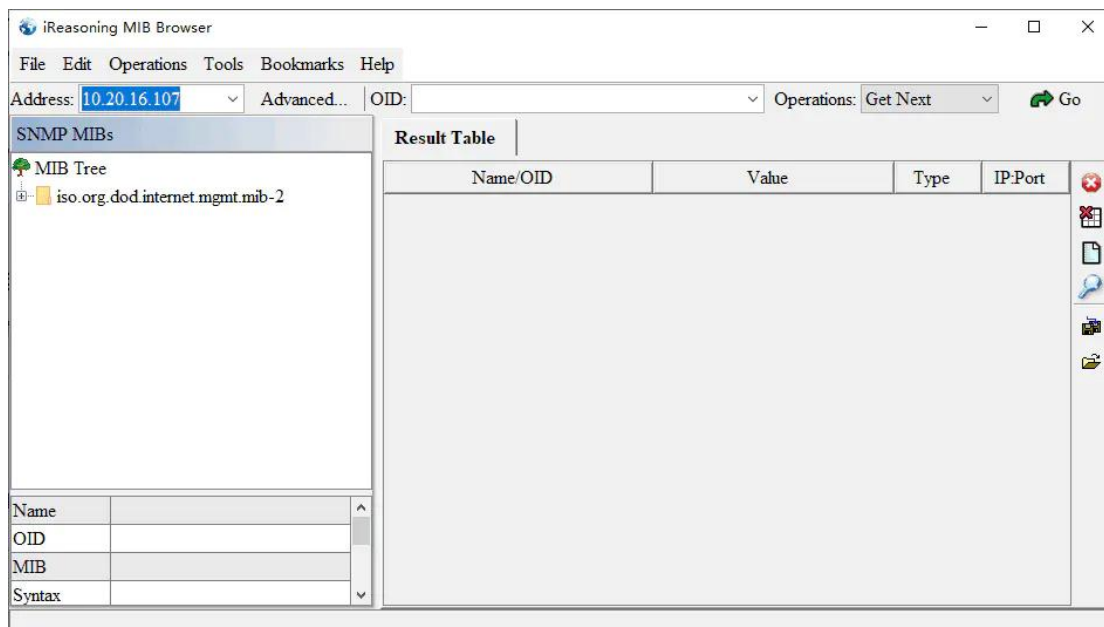 iReasoning MIB Browser
File Edit Operations Tools Bookmarks Help
Address: 10.20.16.107 Advanced... OID: Operations: Get Next Go
SNMP MIBs
Result Table
MIB Tree
iso.org.dod.internet.mgmt.mib-2
Name/OID Value Type IP:Port
Name
OID
MIB
Syntax